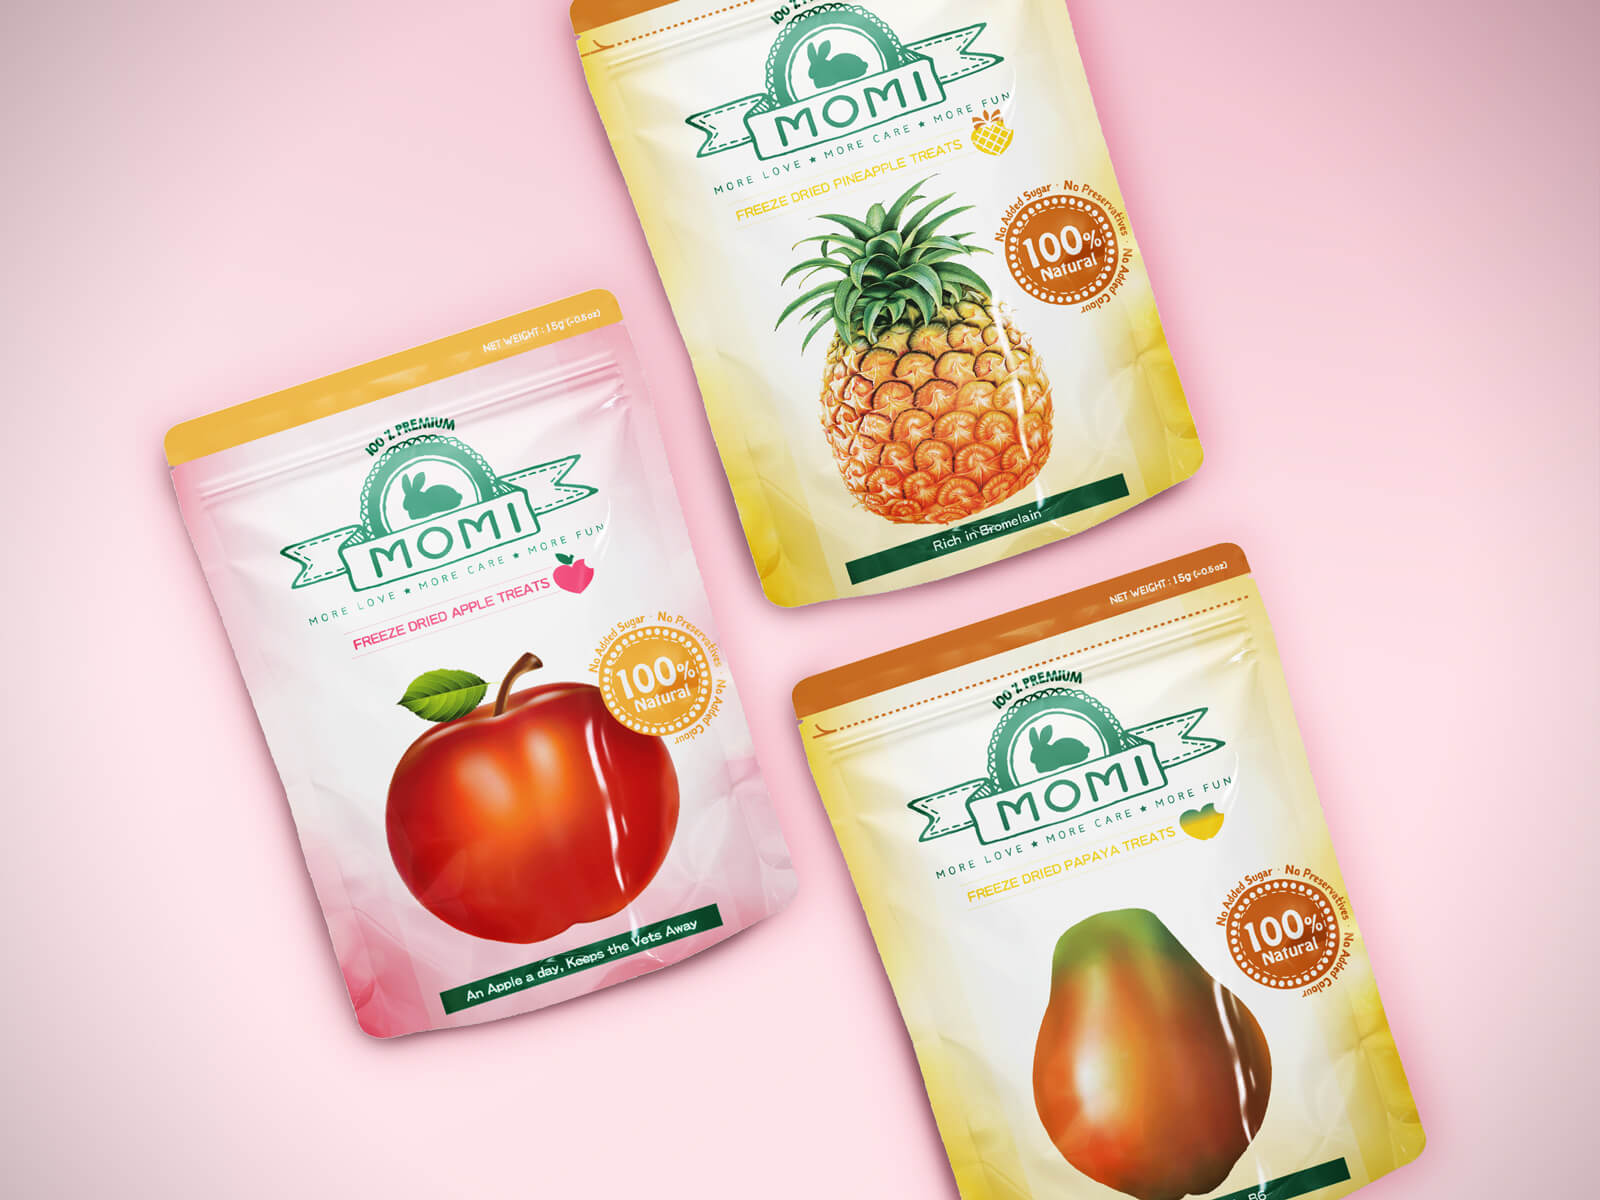 100 %
MOMI
MORE LOVE ★ MORE CARE ★ MORE FUN
FREEZE DRIED PINEAPPLE TREATS
No Added Sugar · No Preservatives · No Added Colour
100%
Natural
Rich in Bromelain
NET WEIGHT : 15g (≈0.5oz)
100 % PREMIUM
MOMI
MORE LOVE ★ MORE CARE ★ MORE FUN
FREEZE DRIED APPLE TREATS
No Added Sugar · No Preservatives · No Added Colour
100%
Natural
An Apple a day, Keeps the Vets Away
NET WEIGHT : 15g (≈0.5oz)
100 % PREMIUM
MOMI
MORE LOVE ★ MORE CARE ★ MORE FUN
FREEZE DRIED PAPAYA TREATS
No Added Sugar · No Preservatives · No Added Colour
100%
Natural
B6